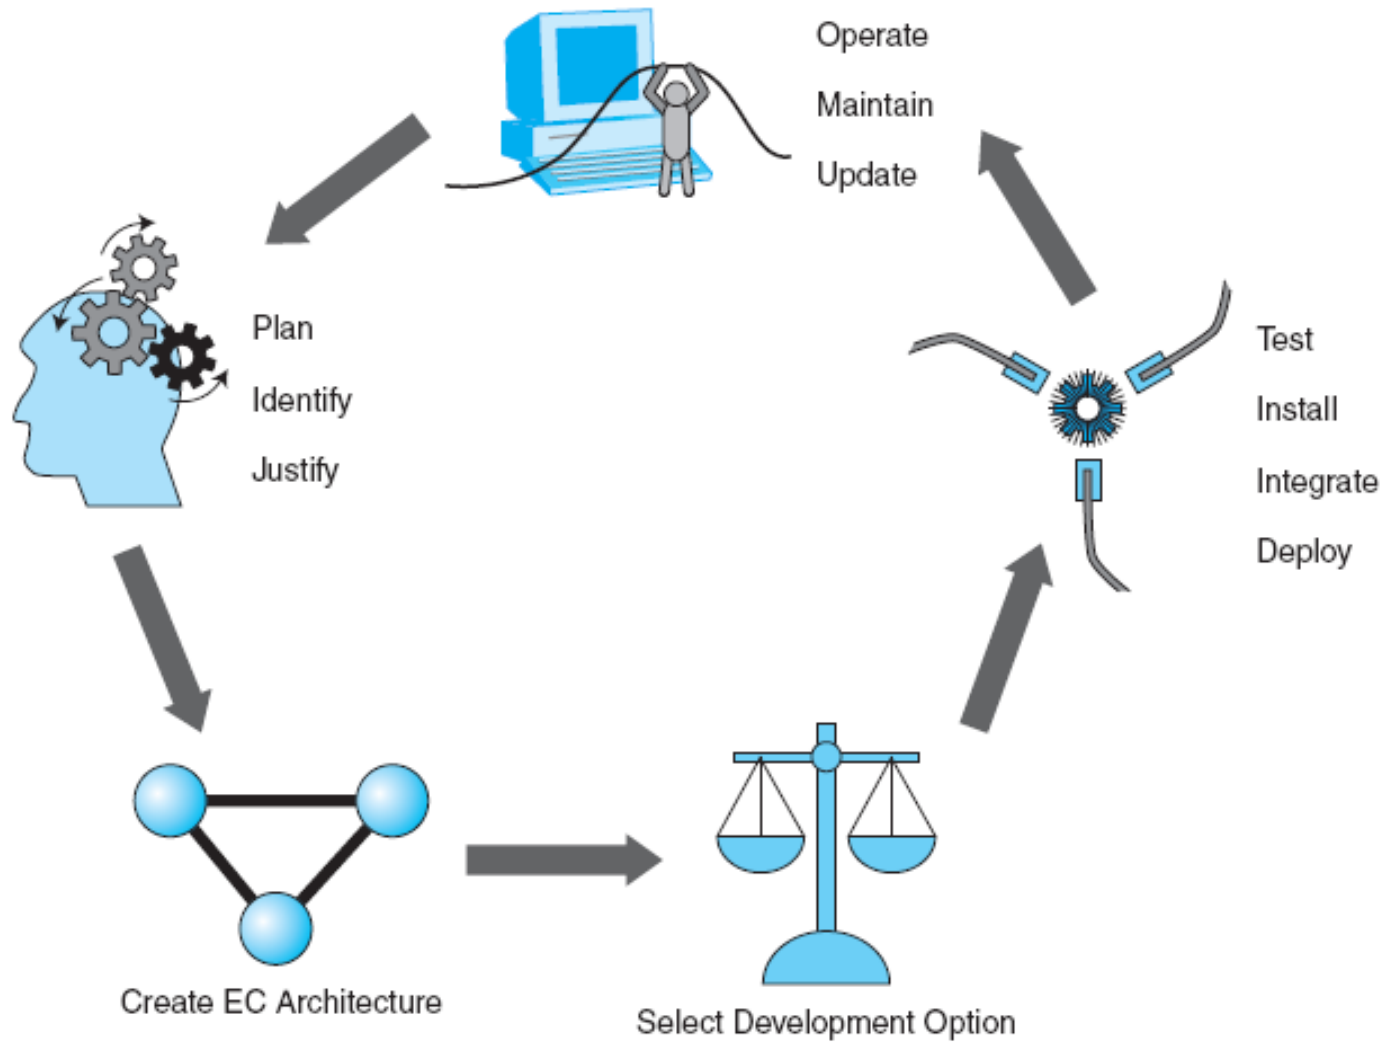 Operate
Maintain
Update
Plan
Identify
Justify
Test
Install
Integrate
Deploy
Create EC Architecture
Select Development Option